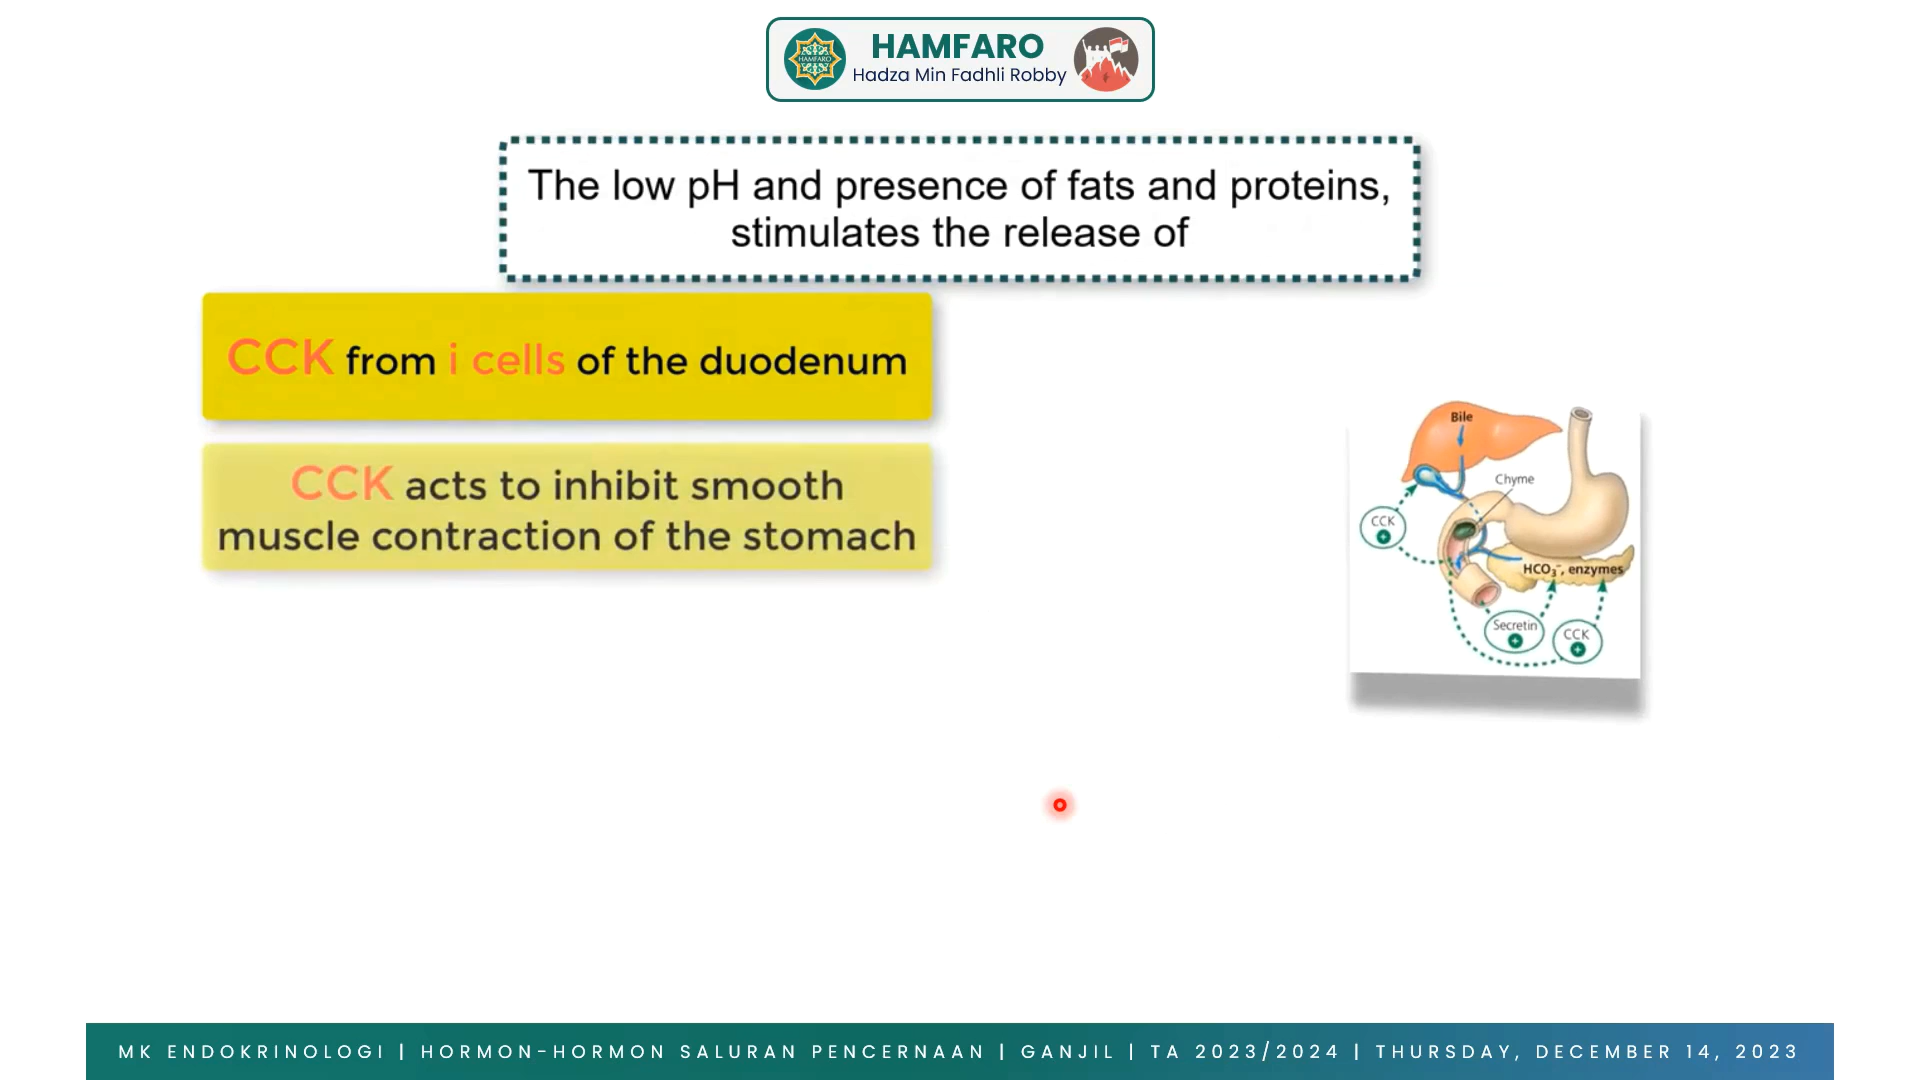 HAMFARO
HAMFARO
Hadza Min Fadhli Robby
The low pH and presence of fats and proteins,
stimulates the release of
CCK from i cells of the duodenum
CCK acts to inhibit smooth
muscle contraction of the stomach
Bile
Chyme
CCK
+
HCO₃⁻, enzymes
Secretin
+
CCK
+
MK ENDOKRINOLOGI | HORMON-HORMON SALURAN PENCERNAAN | GANJIL | TA 2023/2024 | THURSDAY, DECEMBER 14, 2023